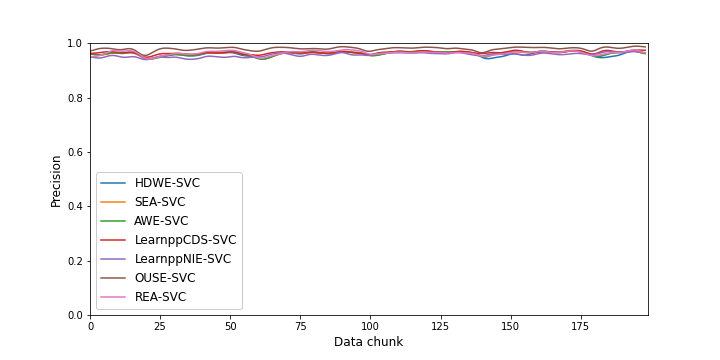 1.0
0.8
0.6
0.4
0.2
0.0
Precision
HDWE-SVC
SEA-SVC
AWE-SVC
LearnppCDS-SVC
LearnppNIE-SVC
OUSE-SVC
REA-SVC
0 25 50 75 100 125 150 175
Data chunk